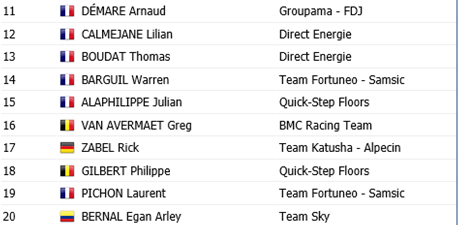 11 DÉMARE Arnaud Groupama - FDJ
12 CALMEJANE Lilian Direct Energie
13 BOUDAT Thomas Direct Energie
14 BARGUIL Warren Team Fortuneo - Samsic
15 ALAPHILIPPE Julian Quick-Step Floors
16 VAN AVERMAET Greg BMC Racing Team
17 ZABEL Rick Team Katusha - Alpecin
18 GILBERT Philippe Quick-Step Floors
19 PICHON Laurent Team Fortuneo - Samsic
20 BERNAL Egan Arley Team Sky